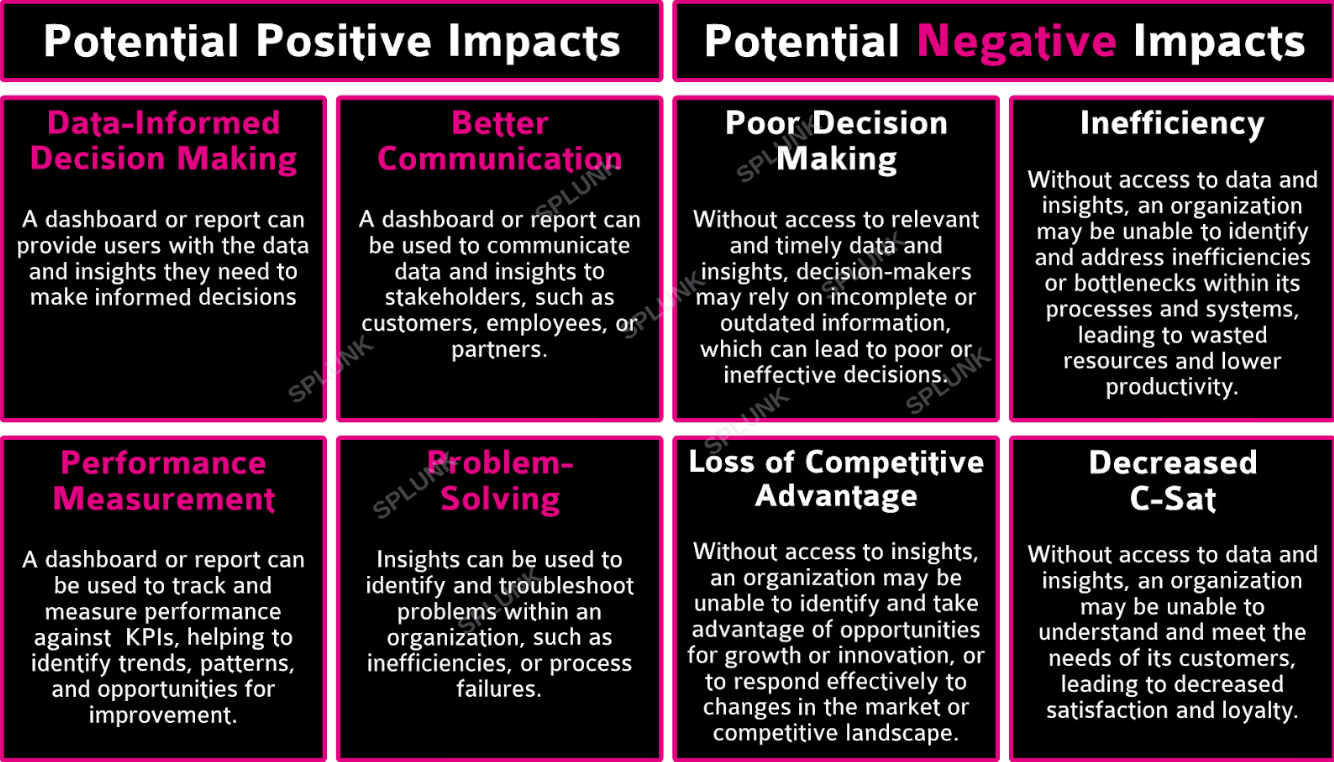 Potential Positive Impacts
Potential Negative Impacts
Data-Informed
Decision Making
A dashboard or report can
provide users with the data
and insights they need to
make informed decisions
Better
Communication
A dashboard or report can
be used to communicate
data and insights to
stakeholders, such as
customers, employees, or
partners.
Poor Decision
Making
Without access to relevant
and timely data and
insights, decision-makers
may rely on incomplete or
outdated information,
which can lead to poor or
ineffective decisions.
Inefficiency
Without access to data and
insights, an organization
may be unable to identify
and address inefficiencies
or bottlenecks within its
processes and systems,
leading to wasted
resources and lower
productivity.
Performance
Measurement
A dashboard or report can
be used to track and
measure performance
against KPIs, helping to
identify trends, patterns,
and opportunities for
improvement.
Problem-
Solving
Insights can be used to
identify and troubleshoot
problems within an
organization, such as
inefficiencies, or process
failures.
Loss of Competitive
Advantage
Without access to insights,
an organization may be
unable to identify and take
advantage of opportunities
for growth or innovation, or
to respond effectively to
changes in the market or
competitive landscape.
Decreased
C-Sat
Without access to data and
insights, an organization
may be unable to
understand and meet the
needs of its customers,
leading to decreased
satisfaction and loyalty.
SPLUNK
SPLUNK
SPLUNK
SPLUNK
SPLUNK
SPLUNK
SPLUNK
SPLUNK
SPLUNK